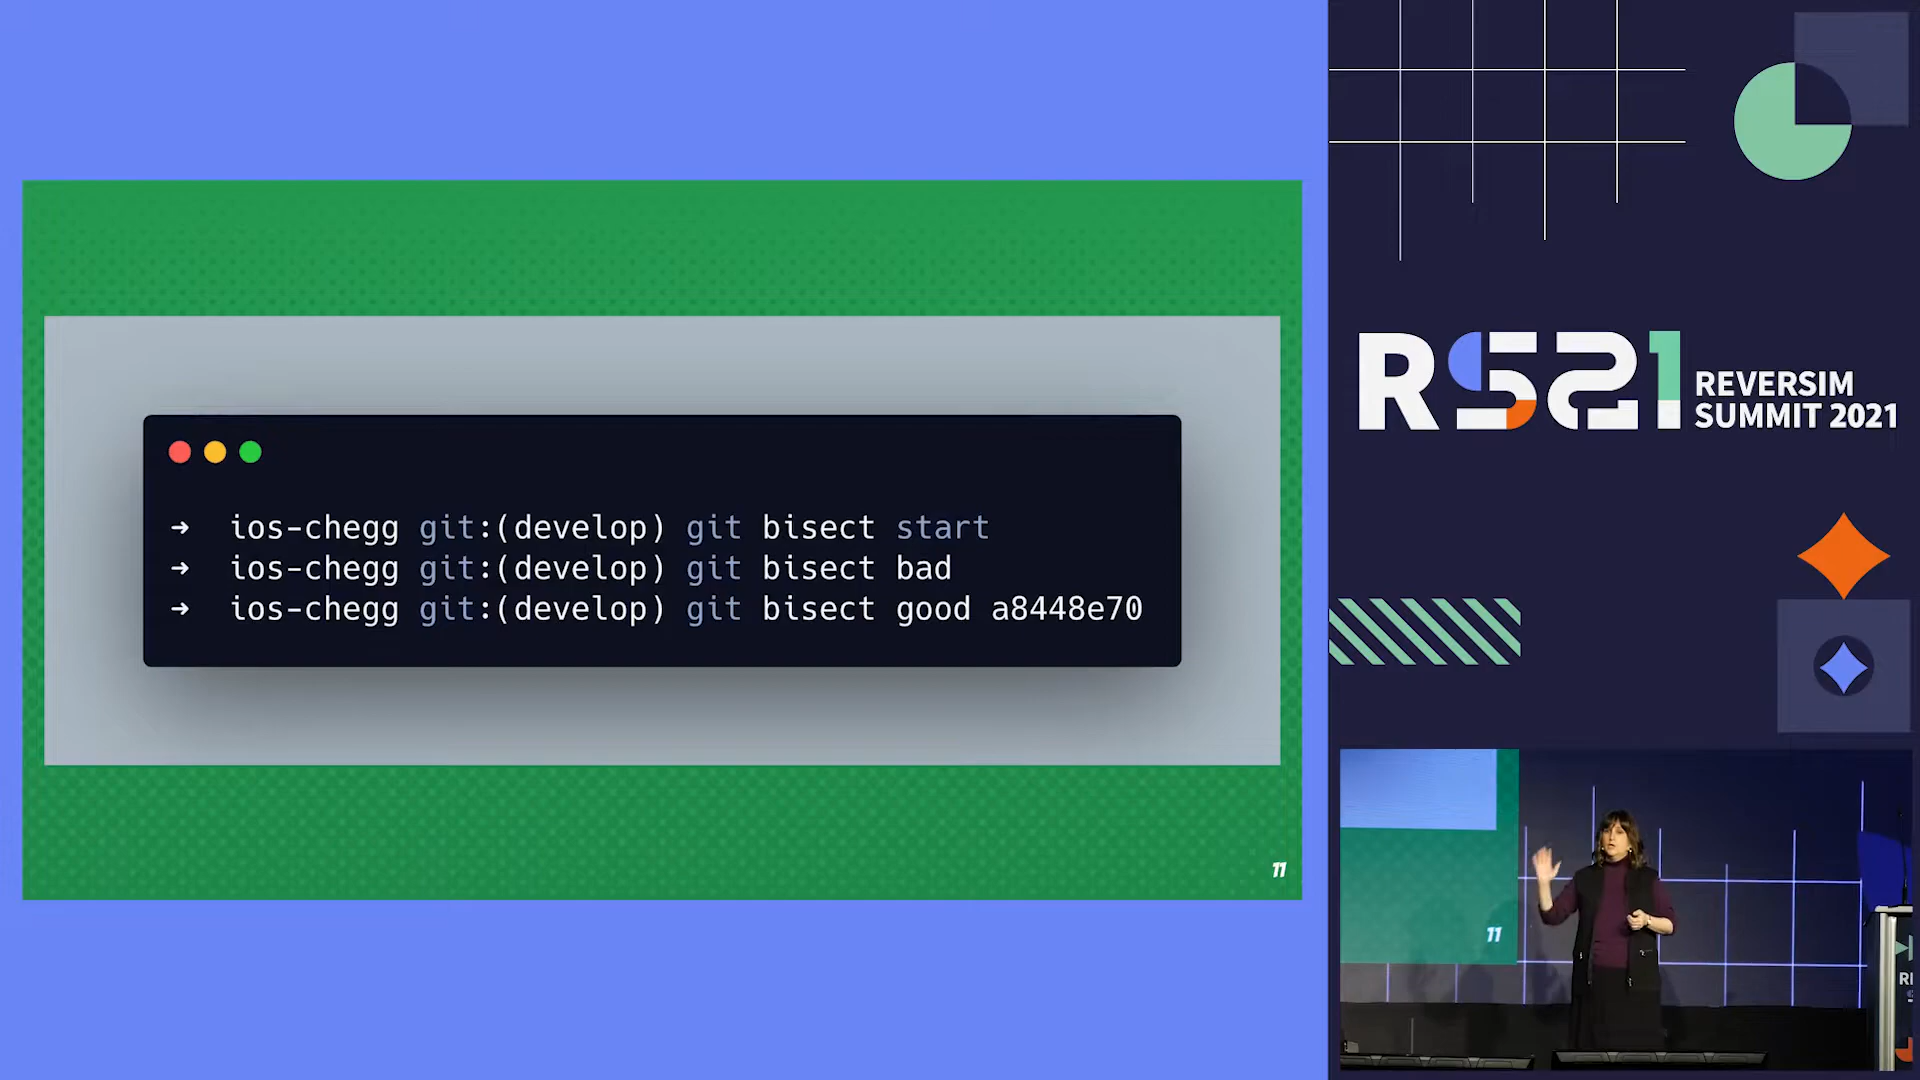 ➜ ios-chegg git:(develop) git bisect start
➜ ios-chegg git:(develop) git bisect bad
➜ ios-chegg git:(develop) git bisect good a8448e70
11
RS21 REVERSIM
SUMMIT 2021
11